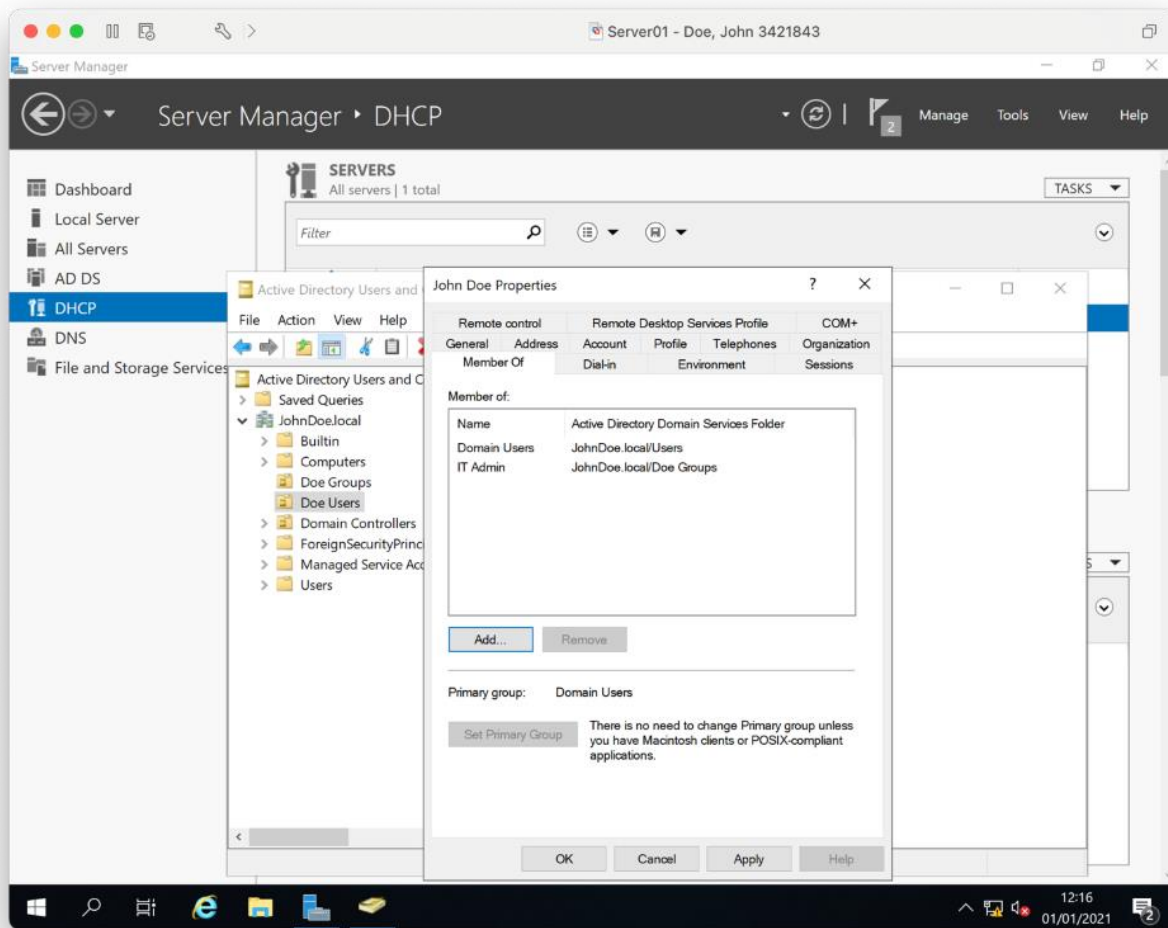 Server01 - Doe, John 3421843
Server Manager
Server Manager ‣ DHCP
2
Manage Tools View Help
Dashboard
Local Server
All Servers
AD DS
DHCP
DNS
File and Storage Services
SERVERS
All servers | 1 total
TASKS
Filter
Active Directory Users and
File Action View Help
Active Directory Users and C
Saved Queries
JohnDoe.local
Builtin
Computers
Doe Groups
Doe Users
Domain Controllers
ForeignSecurityPrinc
Managed Service Acc
Users
John Doe Properties
? 
Remote control Remote Desktop Services Profile COM+
General Address Account Profile Telephones Organization
Member Of Dial-in Environment Sessions
Member of:
Name Active Directory Domain Services Folder
Domain Users JohnDoe.local/Users
IT Admin JohnDoe.local/Doe Groups
Add... Remove
Primary group: Domain Users
Set Primary Group
There is no need to change Primary group unless
you have Macintosh clients or POSIX-compliant
applications.
OK Cancel Apply Help
S
12:16
01/01/2021
2